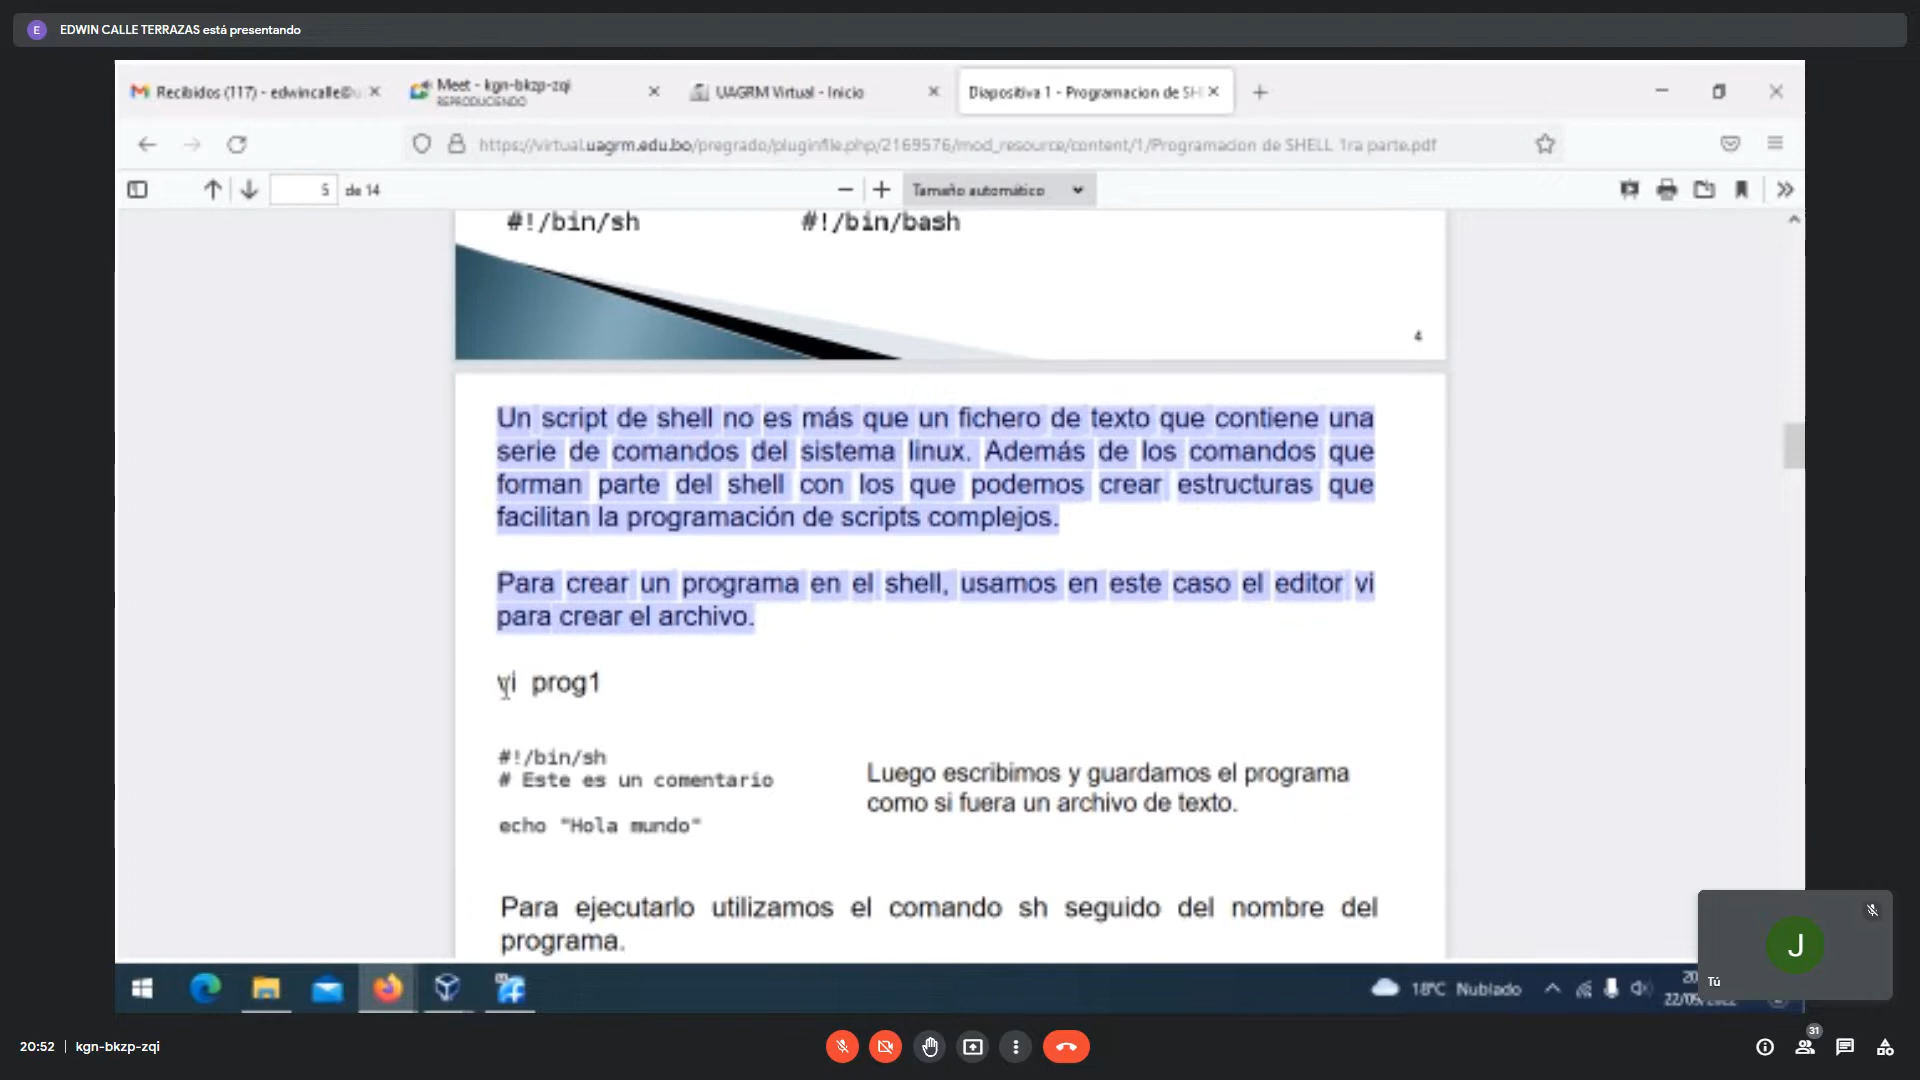 E EDWIN CALLE TERRAZAS está presentando
Recibidos (117) - edwincalle@u
Meet - kgn-bkzp-zqi
REPRODUCIENDO
UAGRM Virtual - Inicio
Diapositiva 1 - Programacion de SH
https://virtual.uagrm.edu.bo/pregrado/pluginfile.php/2169576/mod_resource/content/1/Programacion de SHELL 1ra parte.pdf
5 de 14
Tamaño automático
#!/bin/sh #!/bin/bash
4
Un script de shell no es más que un fichero de texto que contiene una
serie de comandos del sistema linux. Además de los comandos que
forman parte del shell con los que podemos crear estructuras que
facilitan la programación de scripts complejos.
Para crear un programa en el shell, usamos en este caso el editor vi
para crear el archivo.
vi prog1
#!/bin/sh
# Este es un comentario
echo "Hola mundo"
Luego escribimos y guardamos el programa
como si fuera un archivo de texto.
Para ejecutarlo utilizamos el comando sh seguido del nombre del
programa.
18°C Nublado
J
Tú
20:52 | kgn-bkzp-zqi
31